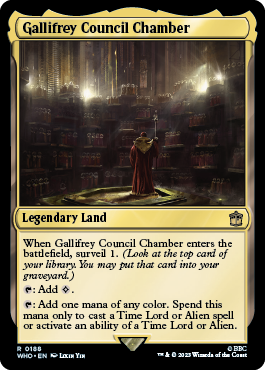 Gallifrey Council Chamber
Legendary Land
When Gallifrey Council Chamber enters the
battlefield, surveil 1. (Look at the top card of
your library. You may put that card into your
graveyard.)
: Add .
: Add one mana of any color. Spend this
mana only to cast a Time Lord or Alien spell
or activate an ability of a Time Lord or Alien.
R 0188
WHO • EN Lixin Yin
© BBC
™ & © 2023 Wizards of the Coast